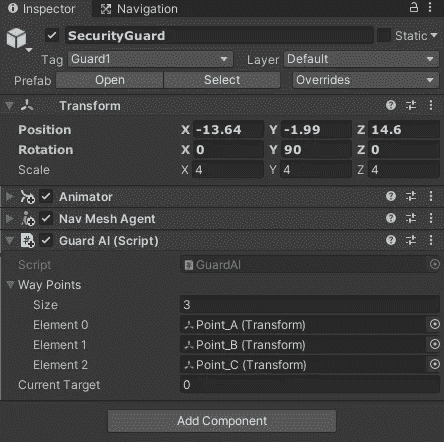 Inspector Navigation
SecurityGuard Static
Tag Guard1 Layer Default
Prefab Open Select Overrides
Transform
Position X -13.64 Y -1.99 Z 14.6
Rotation X 0 Y 90 Z 0
Scale X 4 Y 4 Z 4
Animator
Nav Mesh Agent
Guard AI (Script)
Script GuardAI
Way Points
Size 3
Element 0 Point_A (Transform)
Element 1 Point_B (Transform)
Element 2 Point_C (Transform)
Current Target 0
Add Component